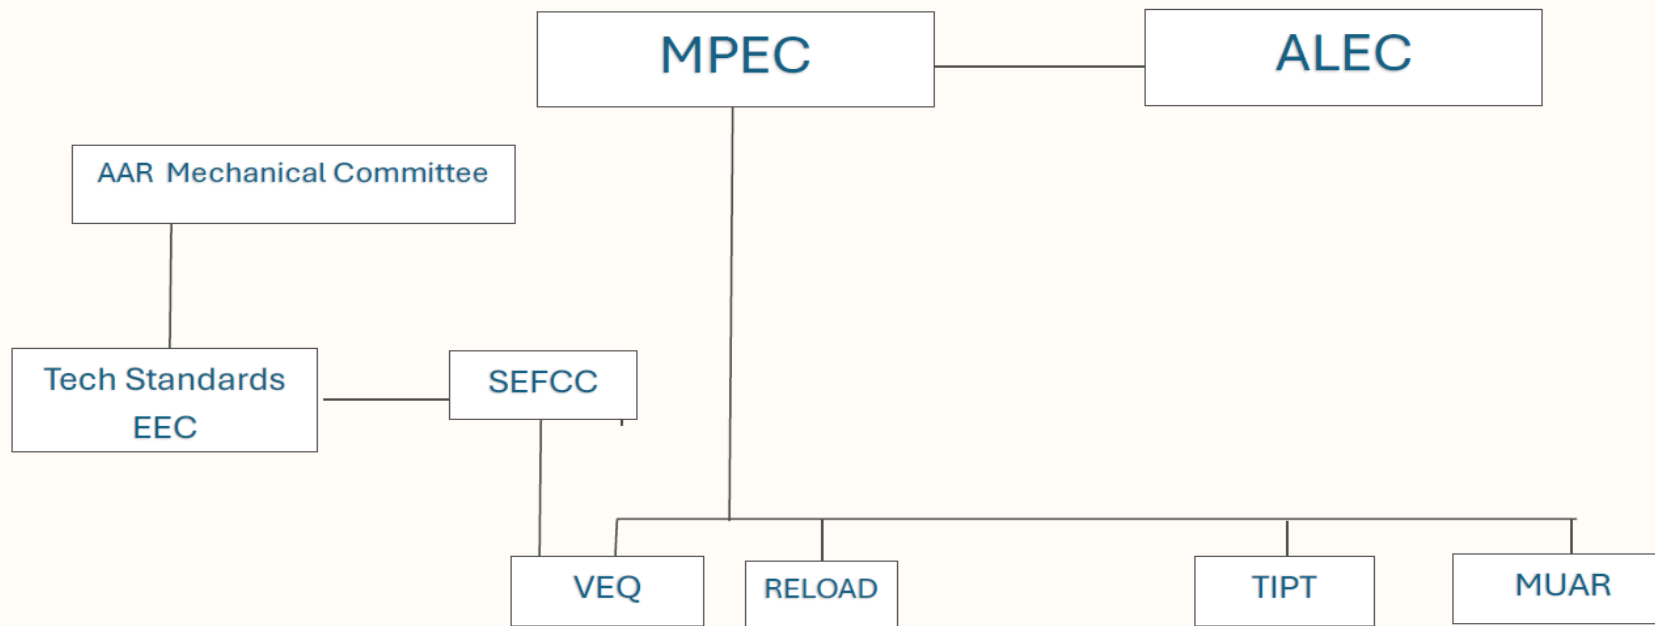 MPEC
ALEC
AAR Mechanical Committee
Tech Standards
EEC
SEFCC
VEQ
RELOAD
TIPT
MUAR